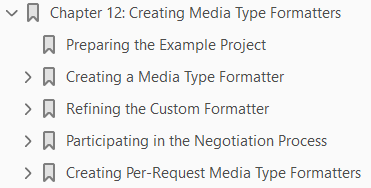 Chapter 12: Creating Media Type Formatters
Preparing the Example Project
Creating a Media Type Formatter
Refining the Custom Formatter
Participating in the Negotiation Process
Creating Per-Request Media Type Formatters